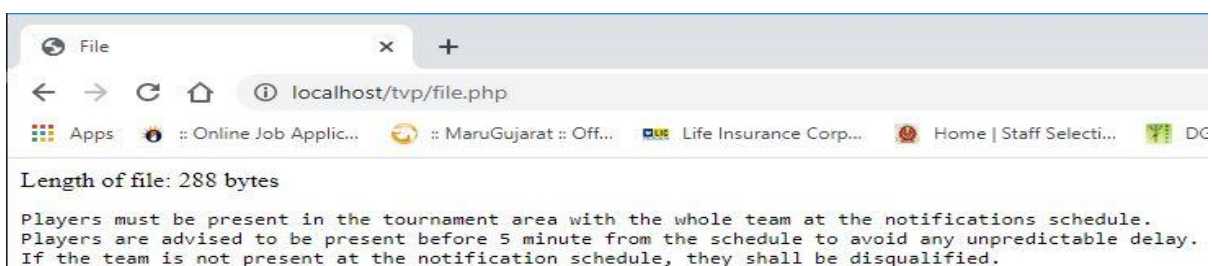 File
localhost/tvp/file.php
Apps :: Online Job Applic... :: MaruGujarat :: Off... LIC Life Insurance Corp... Home | Staff Selecti... DG
Length of file: 288 bytes
Players must be present in the tournament area with the whole team at the notifications schedule.
Players are advised to be present before 5 minute from the schedule to avoid any unpredictable delay.
If the team is not present at the notification schedule, they shall be disqualified.